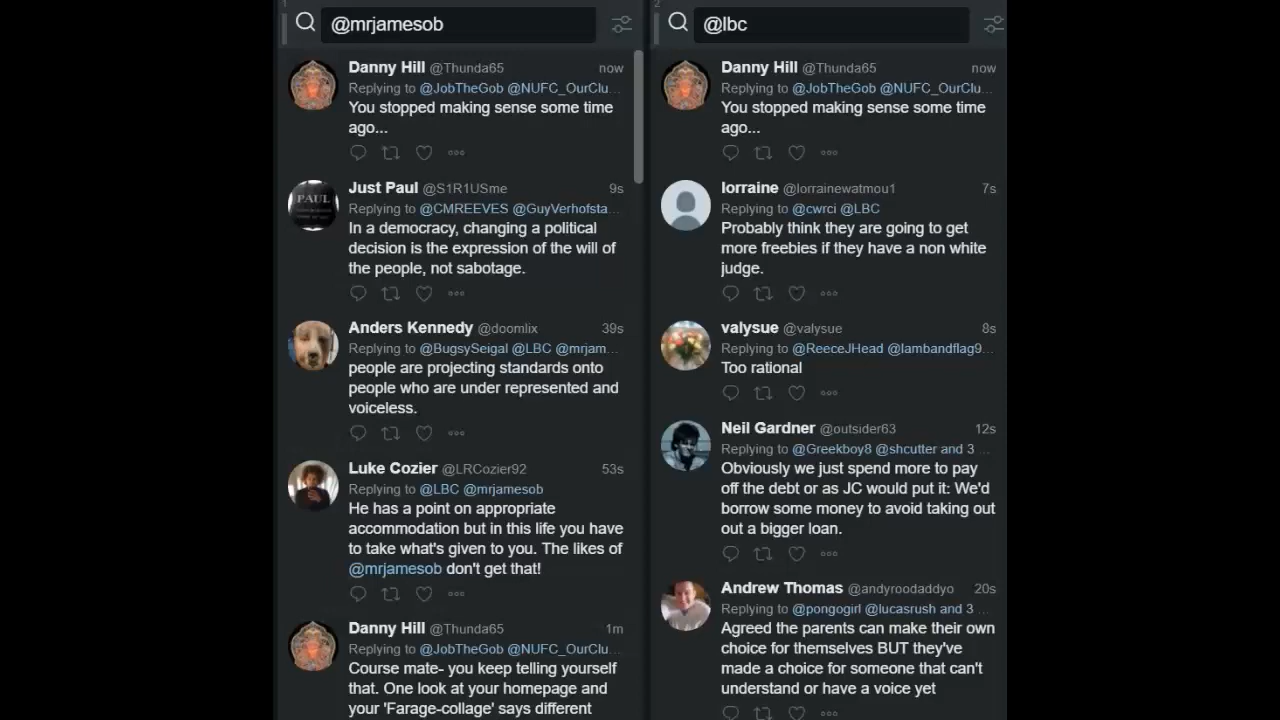 1
@mrjamesob
Danny Hill @Thunda65 now
Replying to @JobTheGob @NUFC_OurClu...
You stopped making sense some time
ago...
Just Paul @S1R1USme 9s
Replying to @CMREEVES @GuyVerhofsta...
In a democracy, changing a political
decision is the expression of the will of
the people, not sabotage.
Anders Kennedy @doomlix 39s
Replying to @BugsySeigal @LBC @mrjam...
people are projecting standards onto
people who are under represented and
voiceless.
Luke Cozier @LRCozier92 53s
Replying to @LBC @mrjamesob
He has a point on appropriate
accommodation but in this life you have
to take what's given to you. The likes of
@mrjamesob don't get that!
Danny Hill @Thunda65 1m
Replying to @JobTheGob @NUFC_OurClu...
Course mate- you keep telling yourself
that. One look at your homepage and
your 'Farage-collage' says different
2
@lbc
Danny Hill @Thunda65 now
Replying to @JobTheGob @NUFC_OurClu...
You stopped making sense some time
ago...
lorraine @lorrainewatmou1 7s
Replying to @cwrci @LBC
Probably think they are going to get
more freebies if they have a non white
judge.
valysue @valysue 8s
Replying to @ReeceJHead @lambandflag9...
Too rational
Neil Gardner @outsider63 12s
Replying to @Greekboy8 @shcutter and 3 ...
Obviously we just spend more to pay
off the debt or as JC would put it: We'd
borrow some money to avoid taking out
out a bigger loan.
Andrew Thomas @andyroodaddyo 20s
Replying to @pongogirl @lucasrush and 3 ...
Agreed the parents can make their own
choice for themselves BUT they've
made a choice for someone that can't
understand or have a voice yet